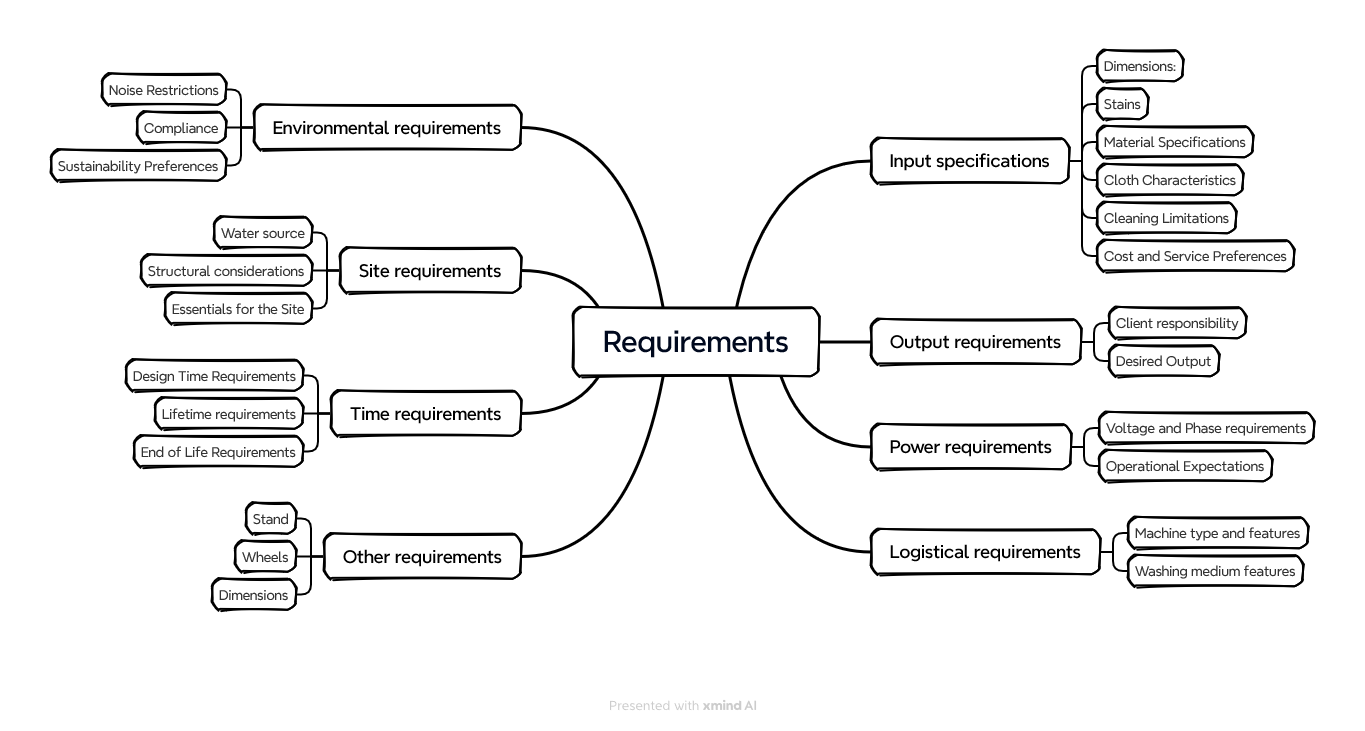 Requirements
Input specifications
Dimensions:
Stains
Material Specifications
Cloth Characteristics
Cleaning Limitations
Cost and Service Preferences
Output requirements
Client responsibility
Desired Output
Power requirements
Voltage and Phase requirements
Operational Expectations
Logistical requirements
Machine type and features
Washing medium features
Environmental requirements
Noise Restrictions
Compliance
Sustainability Preferences
Site requirements
Water source
Structural considerations
Essentials for the Site
Time requirements
Design Time Requirements
Lifetime requirements
End of Life Requirements
Other requirements
Stand
Wheels
Dimensions
Presented with xmind AI